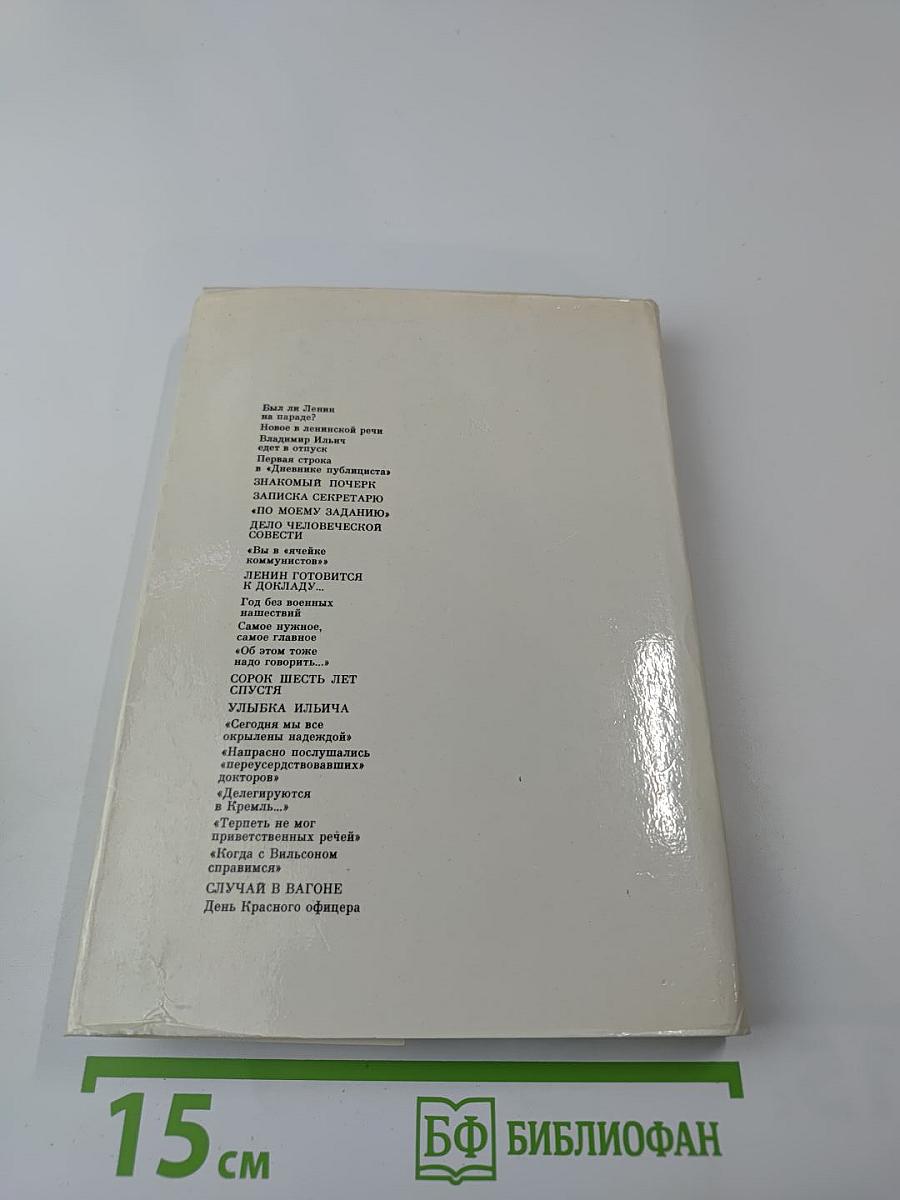 Был ли Ленин
на параде?
Новое в ленинской речи
Владимир Ильич
едет в отпуск
Первая строка
в «Дневнике публициста»
ЗНАКОМЫЙ ПОЧЕРК
ЗАПИСКА СЕКРЕТАРЮ
«ПО МОЕМУ ЗАДАНИЮ»
ДЕЛО ЧЕЛОВЕЧЕСКОЙ
СОВЕСТИ
«Вы в «ячейке
коммунистов»»
ЛЕНИН ГОТОВИТСЯ
К ДОКЛАДУ...
Год без военных
нашествий
Самое нужное,
самое главное
«Об этом тоже
надо говорить...»
СОРОК ШЕСТЬ ЛЕТ
СПУСТЯ
УЛЫБКА ИЛЬИЧА
«Сегодня мы все
окрылены надеждой»
«Напрасно послушались
«переусердствовавших»
докторов»
«Делегируются
в Кремль...»
«Терпеть не мог
приветственных речей»
«Когда с Вильсоном
справимся»
СЛУЧАЙ В ВАГОНЕ
День Красного офицера
15 см
БФ БИБЛИОФАН